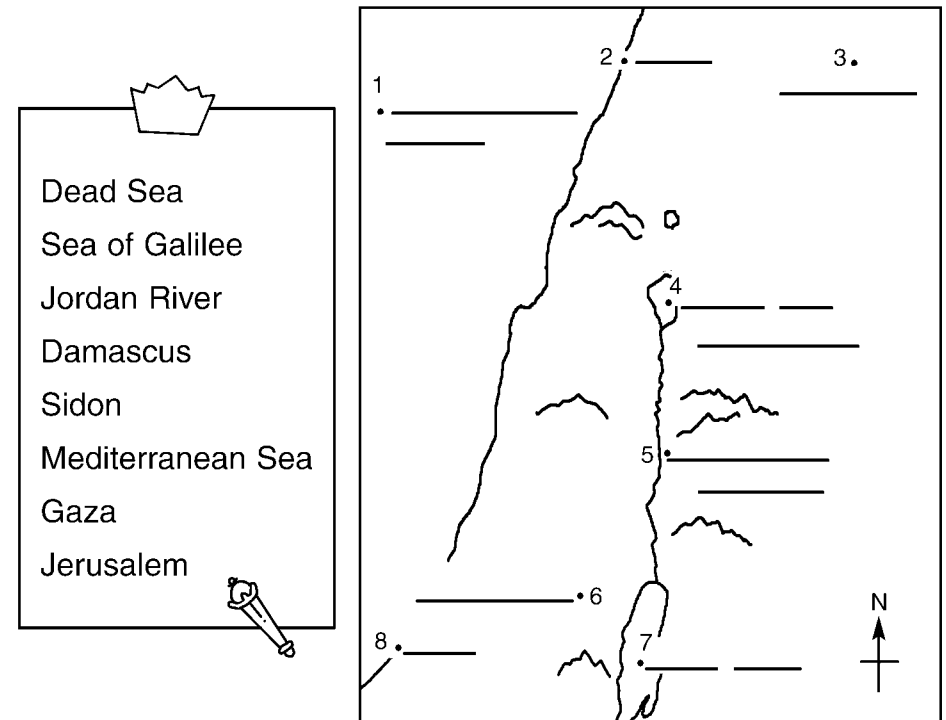 Dead Sea
Sea of Galilee
Jordan River
Damascus
Sidon
Mediterranean Sea
Gaza
Jerusalem
1
2
3
4
5
6
7
8
N